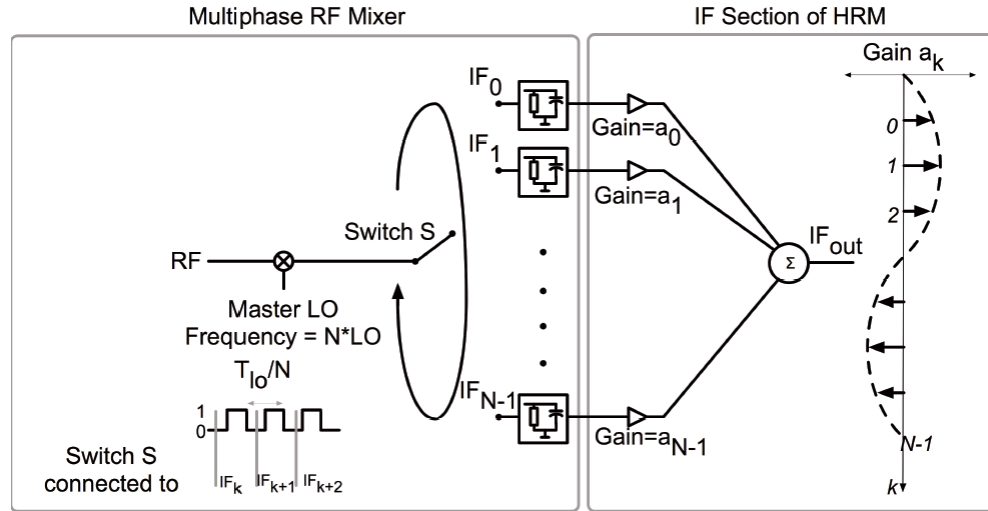 Multiphase RF Mixer
IF Section of HRM
Gain a_k
IF_0
Gain=a_0
IF_1
Gain=a_1
0
1
2
Switch S
RF
Σ
IF_out
Master LO
Frequency = N*LO
T_lo/N
IF_N-1
Gain=a_N-1
N-1
1
0
Switch S
connected to
IF_k
IF_k+1
IF_k+2
k